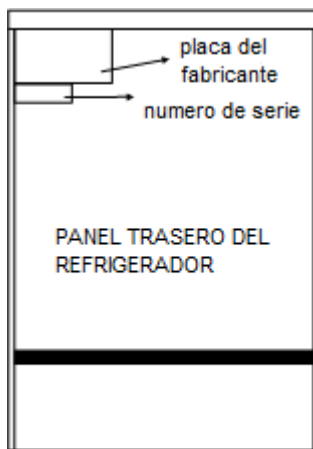 placa del
fabricante
numero de serie
PANEL TRASERO DEL
REFRIGERADOR